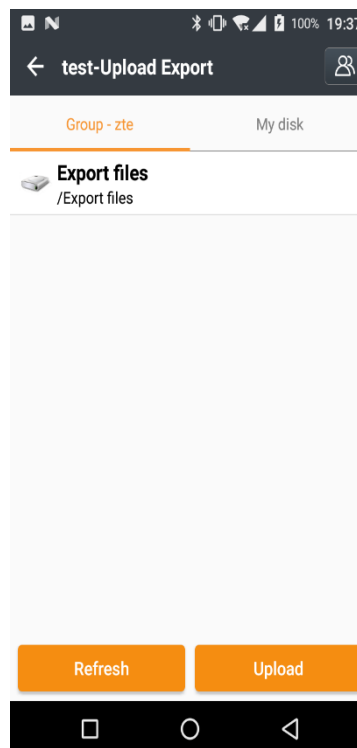 100% 19:37
test-Upload Export
Group - zte
My disk
Export files
/Export files
Refresh
Upload